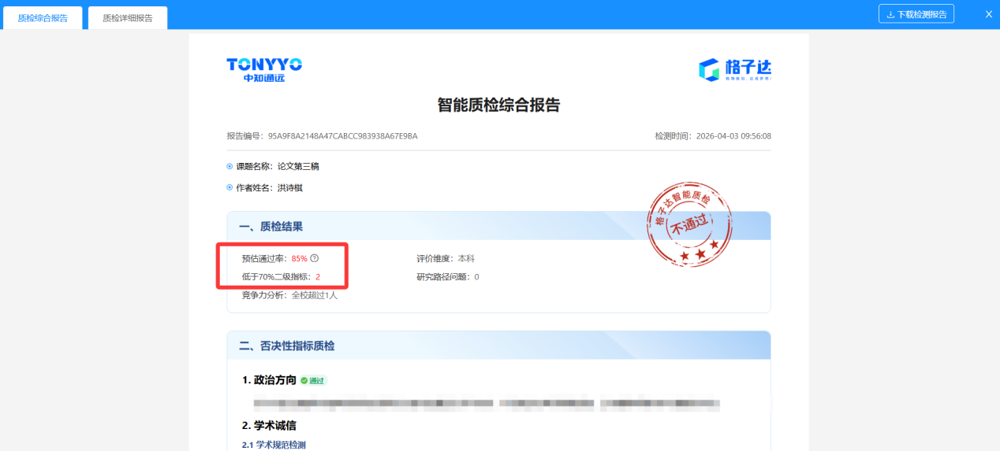 质检综合报告 质检详细报告 下载检测报告 X
TONYYO
中知通远
格子达
智能质检综合报告
报告编号：95A9F8A2148A47CABCC983938A67E9BA 检测时间：2026-04-03 09:56:08
课题名称：论文第三稿
作者姓名：洪诗棋
格子达智能质检
不通过
一、质检结果
预估通过率：85% ? 评价维度：本科
低于70%二级指标：2 研究路径问题：0
竞争力分析：全校超过1人
二、否决性指标质检
1. 政治方向 通过
2. 学术诚信
2.1 学术规范检测